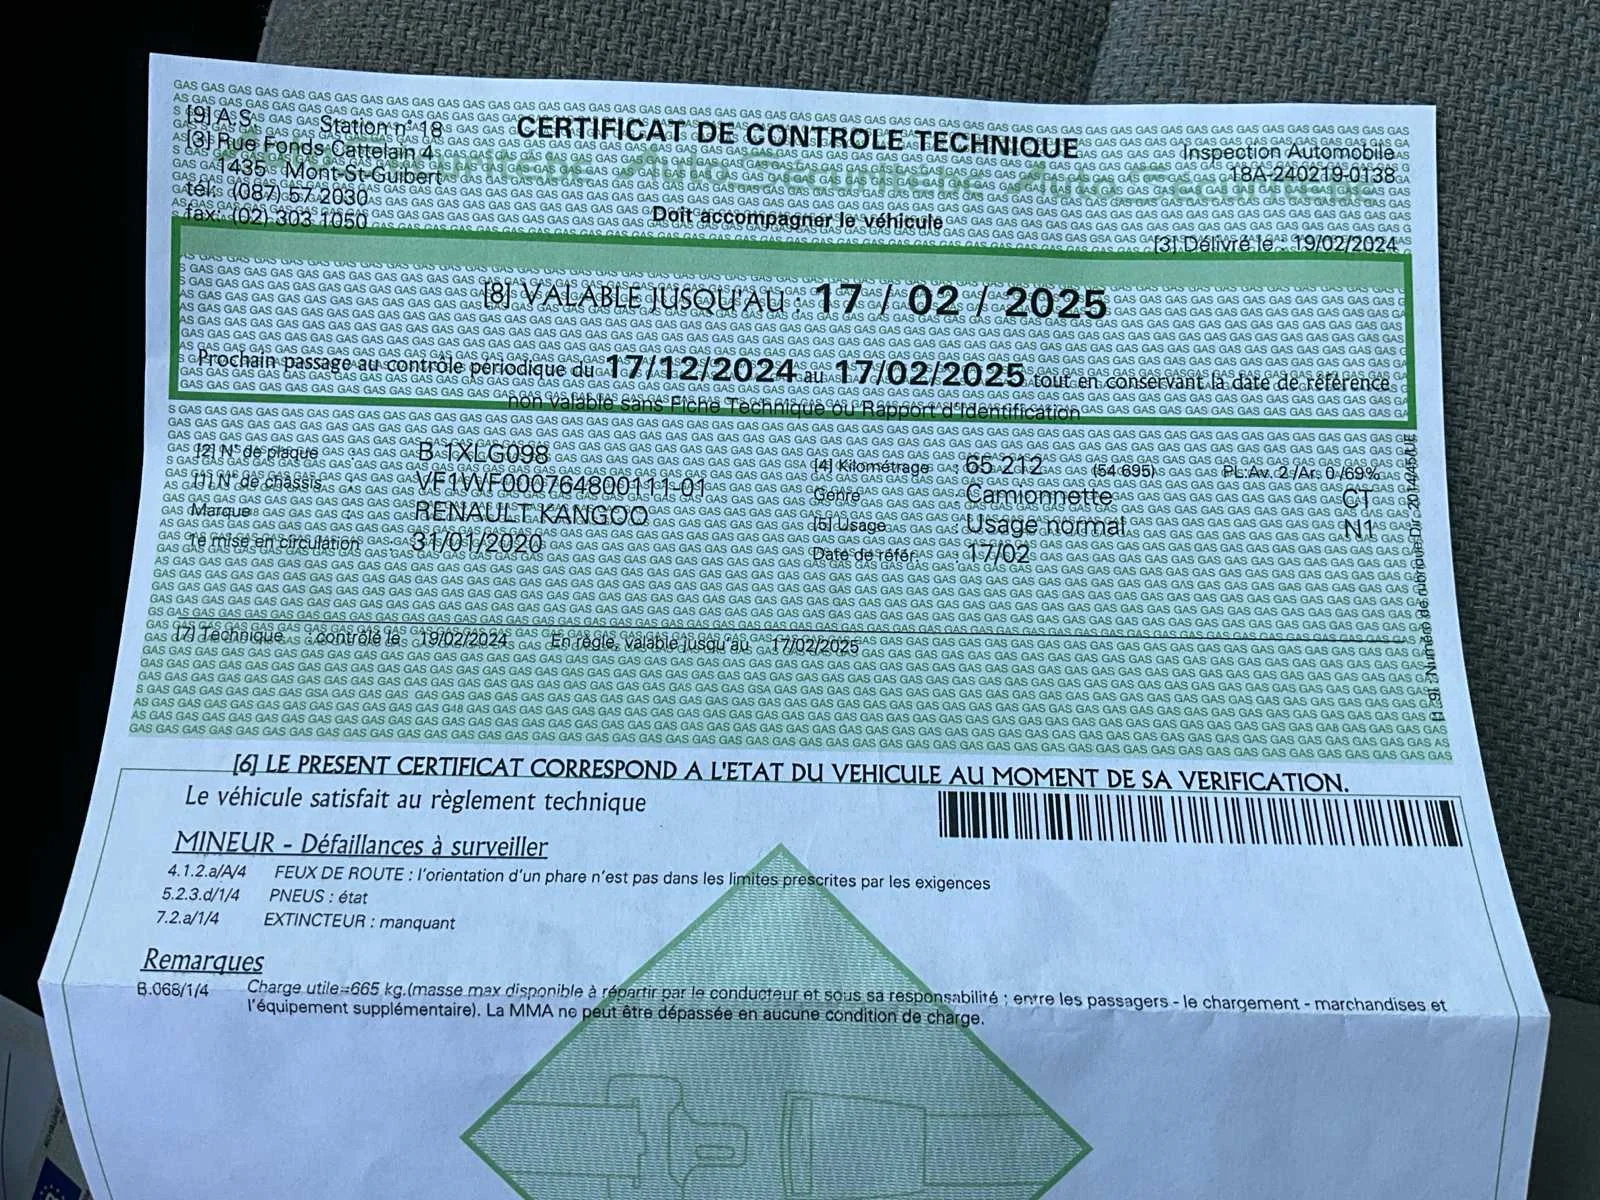 [9] A.S. Station n° 18
[3] Rue Fonds Cattelain 4
1435 Mont-St-Guibert
tél: (087) 57 2030
fax: (02) 303 1050
CERTIFICAT DE CONTROLE TECHNIQUE
Doit accompagner le véhicule
Inspection Automobile
18A-240219-0138
[3] Délivré le : 19/02/2024
[8] VALABLE JUSQU'AU : 17 / 02 / 2025
Prochain passage au contrôle périodique du 17/12/2024 au 17/02/2025 tout en conservant la date de référence
non valable sans Fiche Technique ou Rapport d'Identification
[2] N° de plaque : B 1XLG098
[1] N° de chassis : VF1WF000764800111-01
Marque : RENAULT KANGOO
1e mise en circulation : 31/01/2020
[4] Kilométrage : 65 212 (54 695) PL:Av. 2 /Ar. 0 /69%
Genre : Camionnette CT
[5] Usage : Usage normal N1
Date de référ. : 17/02
[7] Technique : contrôlé le 19/02/2024 En règle, valable jusqu'au 17/02/2025
[6] LE PRESENT CERTIFICAT CORRESPOND A L'ETAT DU VEHICULE AU MOMENT DE SA VERIFICATION.
Le véhicule satisfait au règlement technique
MINEUR - Défaillances à surveiller
4.1.2.a/A/4 FEUX DE ROUTE : l'orientation d'un phare n'est pas dans les limites prescrites par les exigences
5.2.3.d/1/4 PNEUS : état
7.2.a/1/4 EXTINCTEUR : manquant
Remarques
B.068/1/4 Charge utile=665 kg.(masse max disponible à répartir par le conducteur et sous sa responsabilité ; entre les passagers - le chargement - marchandises et
l'équipement supplémentaire). La MMA ne peut être dépassée en aucune condition de charge.